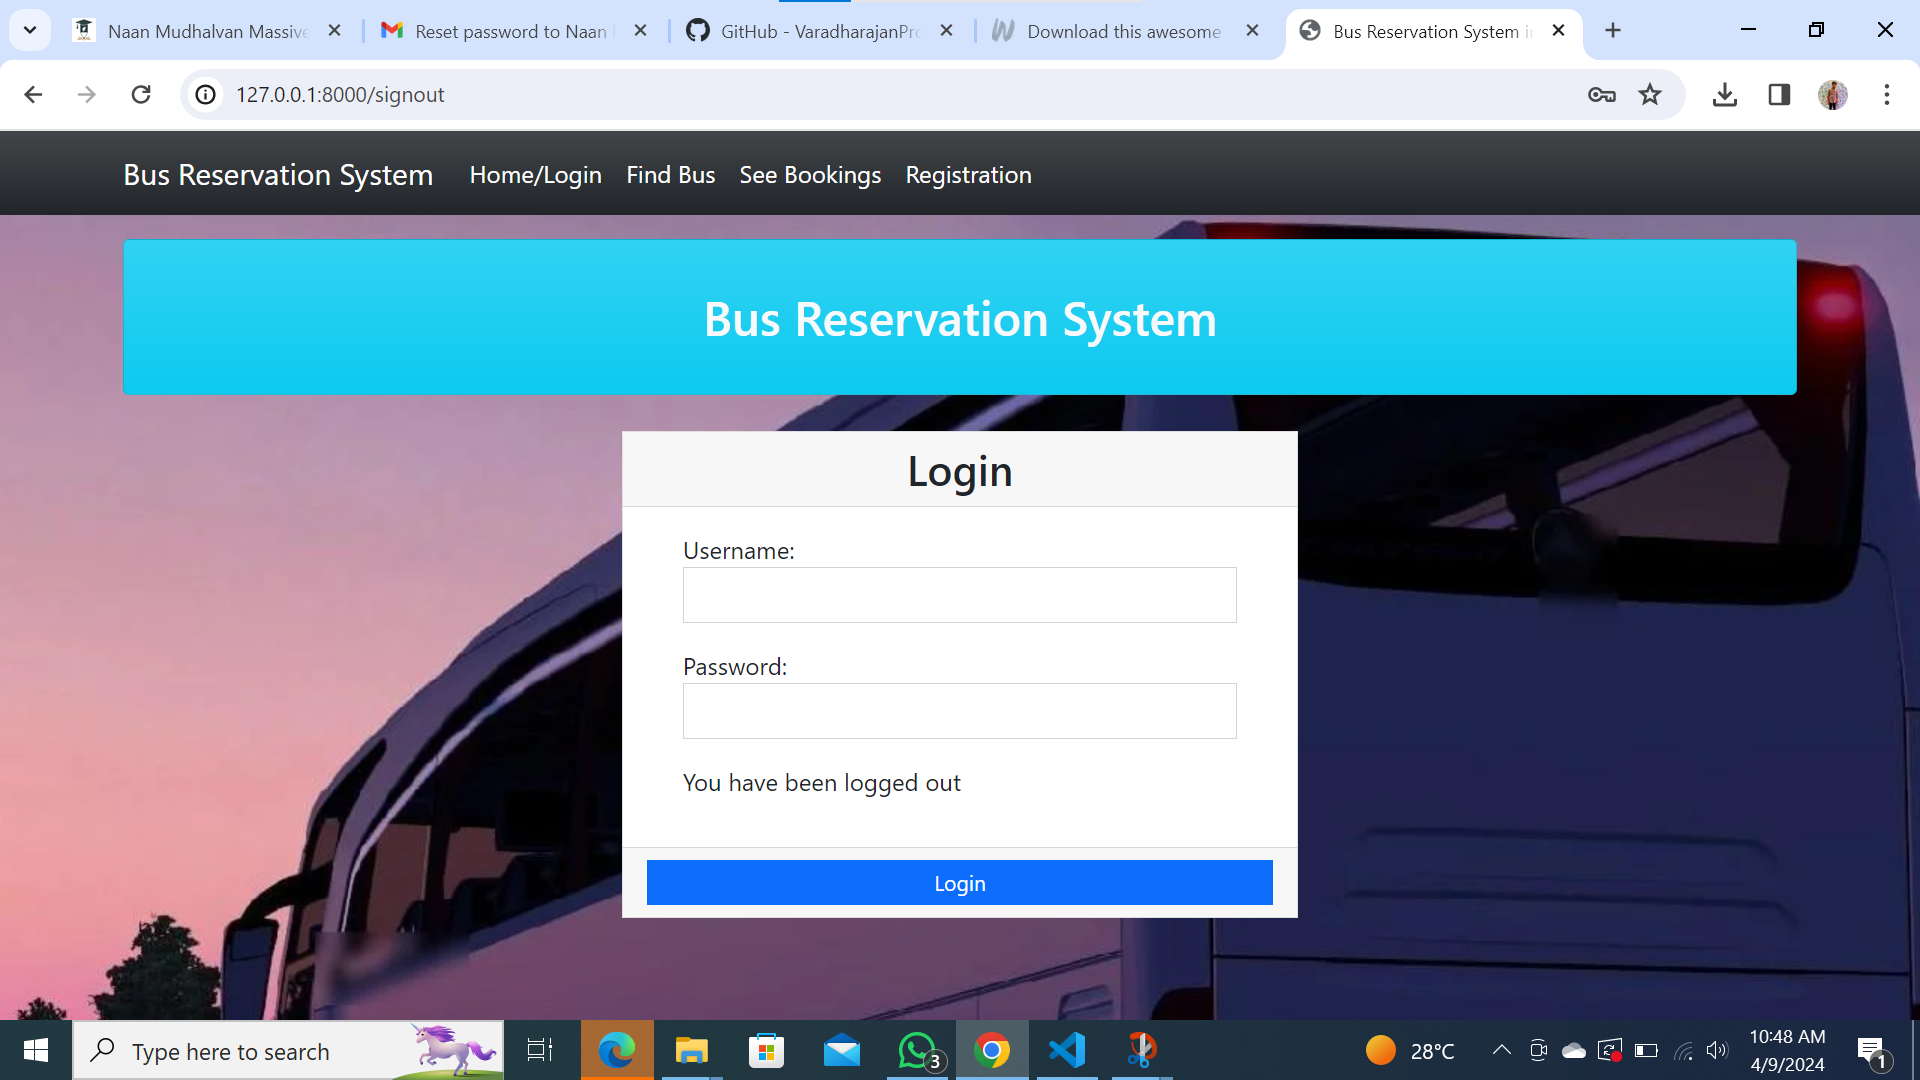 Naan Mudhalvan Massive
Reset password to Naan
GitHub - VaradharajanPro
Download this awesome
Bus Reservation System in
127.0.0.1:8000/signout
Bus Reservation System Home/Login Find Bus See Bookings Registration
Bus Reservation System
Login
Username:
Password:
You have been logged out
Login
Type here to search
3
28°C
10:48 AM
4/9/2024
1